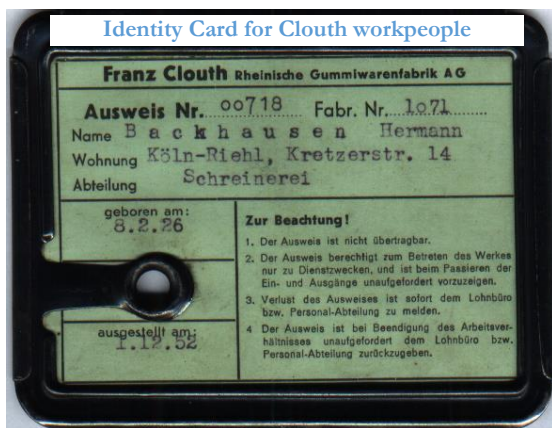 Identity Card for Clouth workpeople
Franz Clouth Rheinische Gummiwarenfabrik AG
Ausweis Nr. oo718 Fabr. Nr. 1o71
Name Backhausen Hermann
Wohnung Köln-Riehl, Kretzerstr. 14
Abteilung Schreinerei
geboren am:
8.2.26
ausgestellt am:
1.12.52
Zur Beachtung!
1. Der Ausweis ist nicht übertragbar.
2. Der Ausweis berechtigt zum Betreten des Werkes
nur zu Dienstzwecken, und ist beim Passieren der
Ein- und Ausgänge unaufgefordert vorzuzeigen.
3. Verlust des Ausweises ist sofort dem Lohnbüro
bzw. Personal-Abteilung zu melden.
4 Der Ausweis ist bei Beendigung des Arbeitsver-
hältnisses unaufgefordert dem Lohnbüro bzw.
Personal-Abteilung zurückzugeben.